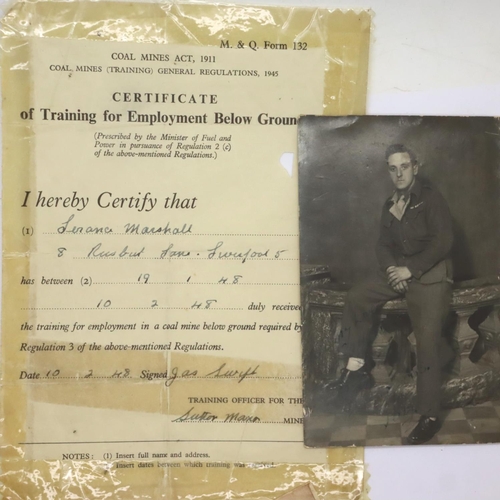 M. & Q. Form 132
COAL MINES ACT, 1911
COAL MINES (TRAINING) GENERAL REGULATIONS, 1945
CERTIFICATE
of Training for Employment Below Groun
(Prescribed by the Minister of Fuel and
Power in pursuance of Regulation 2 (c)
of the above-mentioned Regulations.)
I hereby Certify that
(1) Terance Marshall
8 Lane. Liverpool 5
has between (2) 19 1 48
10 2 48 duly receive
the training for employment in a coal mine below ground required by
Regulation 3 of the above-mentioned Regulations.
Date 10 2 48 Signed Jas Swift
TRAINING OFFICER FOR THE
Sutton Manor MINE
NOTES: (1) Insert full name and address.
Insert dates between which training was